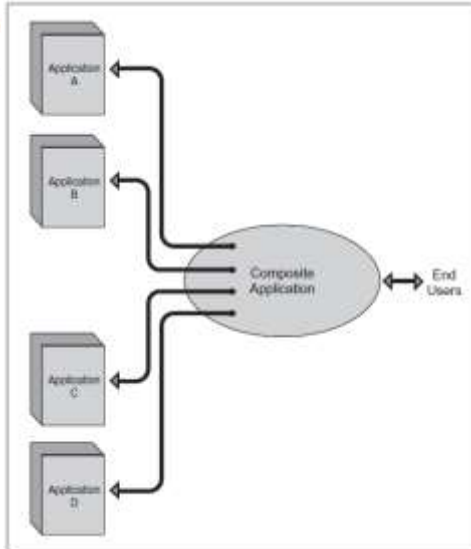 Application
A
Application
B
Composite
Application
End
Users
Application
C
Application
D